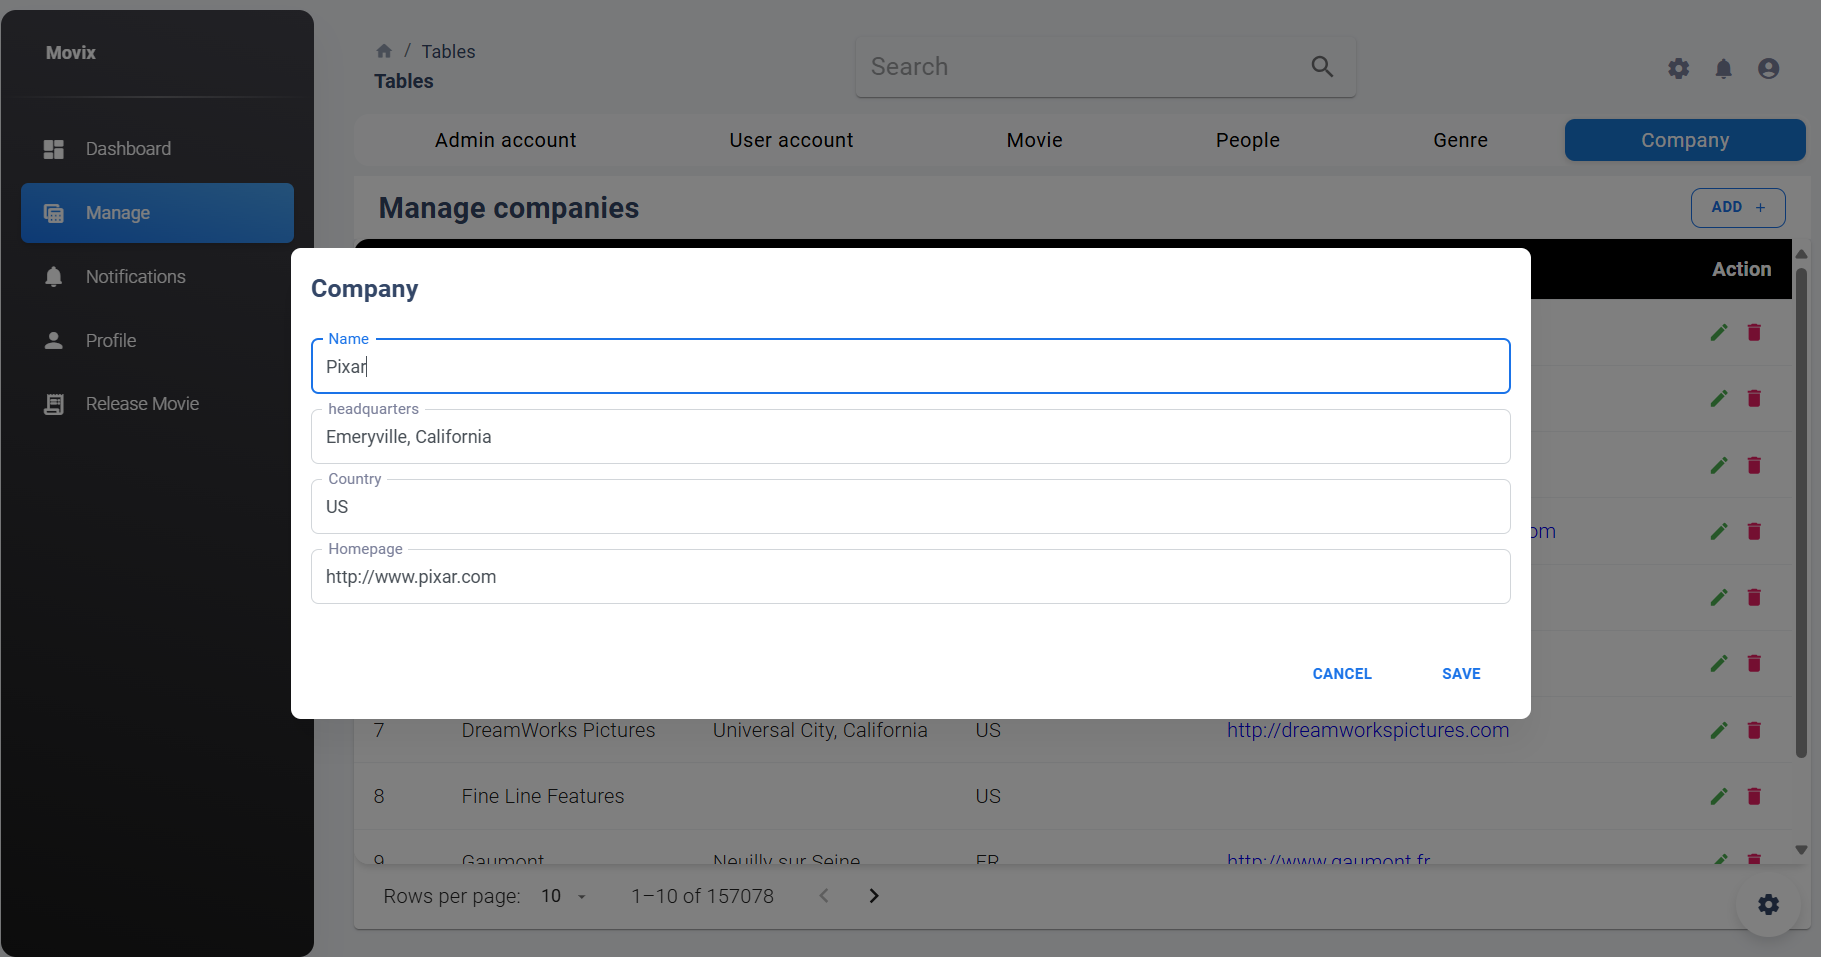 Movix
Dashboard
Manage
Notifications
Profile
Release Movie
/ Tables
Tables
Search
Admin account
User account
Movie
People
Genre
Company
Manage companies
ADD +
Action
Company
Name
Pixar
headquarters
Emeryville, California
Country
US
Homepage
http://www.pixar.com
CANCEL
SAVE
om
7 DreamWorks Pictures Universal City, California US http://dreamworkspictures.com
8 Fine Line Features US
9 Gaumont Neuilly sur Seine FR http://www.gaumont.fr
Rows per page: 10 1–10 of 157078